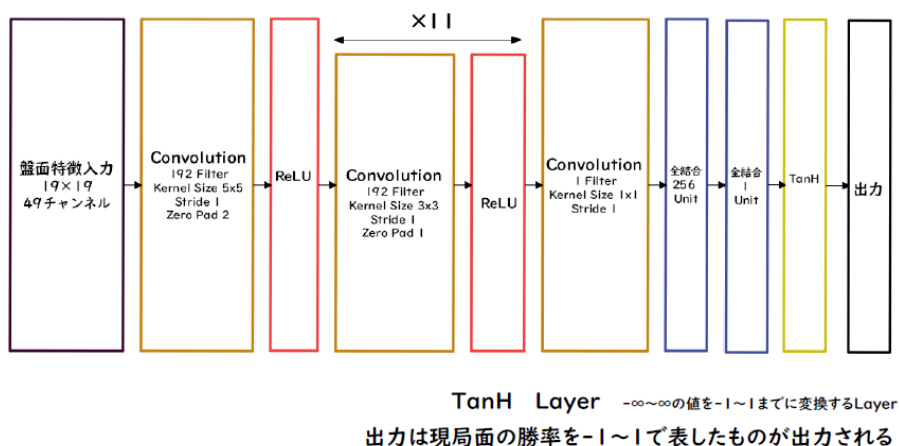 ×11
盤面特徴入力
19×19
49チャンネル
Convolution
192 Filter
Kernel Size 5x5
Stride 1
Zero Pad 2
ReLU
Convolution
192 Filter
Kernel Size 3x3
Stride 1
Zero Pad 1
ReLU
Convolution
1 Filter
Kernel Size 1x1
Stride 1
全結合
256
Unit
全結合
1
Unit
TanH
出力
TanH Layer -∞~∞の値を-1~1までに変換するLayer
出力は現局面の勝率を-1~1で表したものが出力される